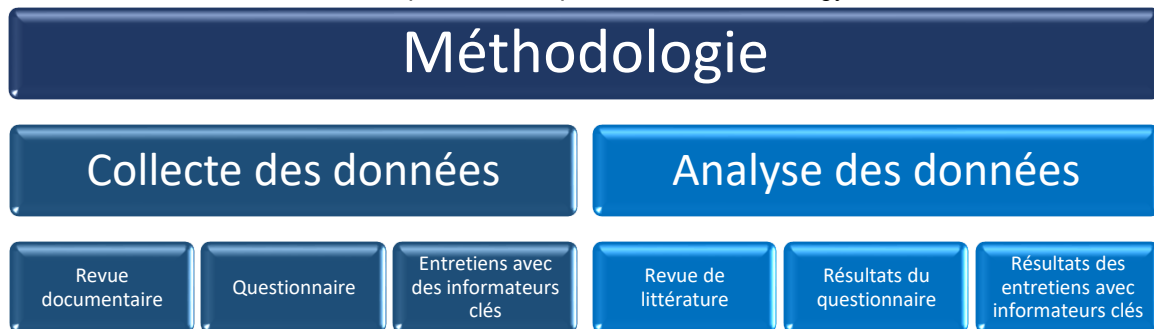 Méthodologie
Collecte des données
Analyse des données
Revue
documentaire
Questionnaire
Entretiens avec
des informateurs
clés
Revue de
littérature
Résultats du
questionnaire
Résultats des
entretiens avec
informateurs clés